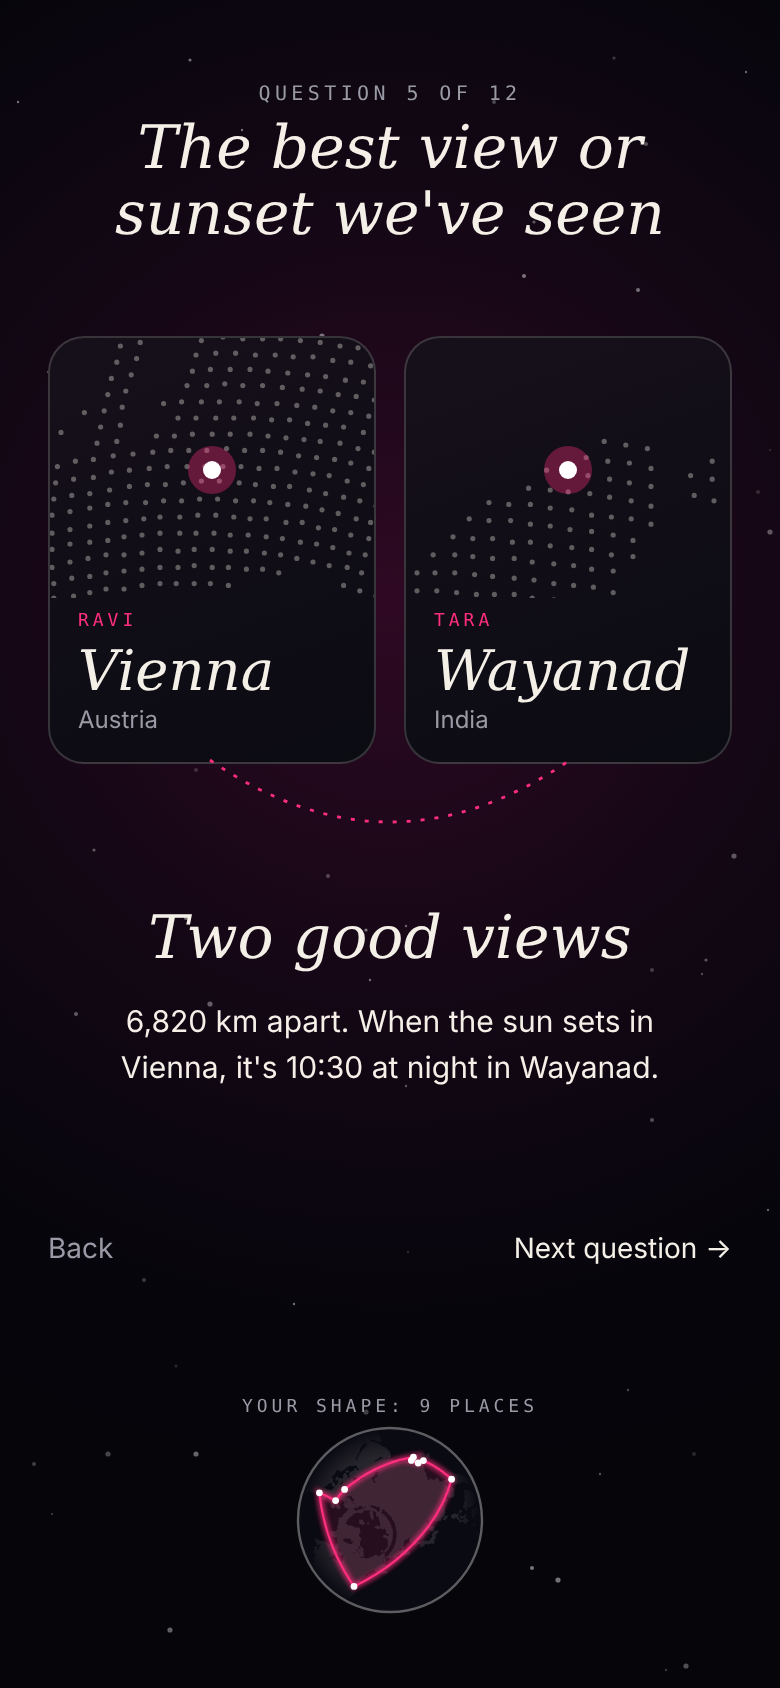 QUESTION 5 OF 12
The best view or
sunset we've seen
RAVI
Vienna
Austria
TARA
Wayanad
India
Two good views
6,820 km apart. When the sun sets in
Vienna, it's 10:30 at night in Wayanad.
Back
Next question →
YOUR SHAPE: 9 PLACES